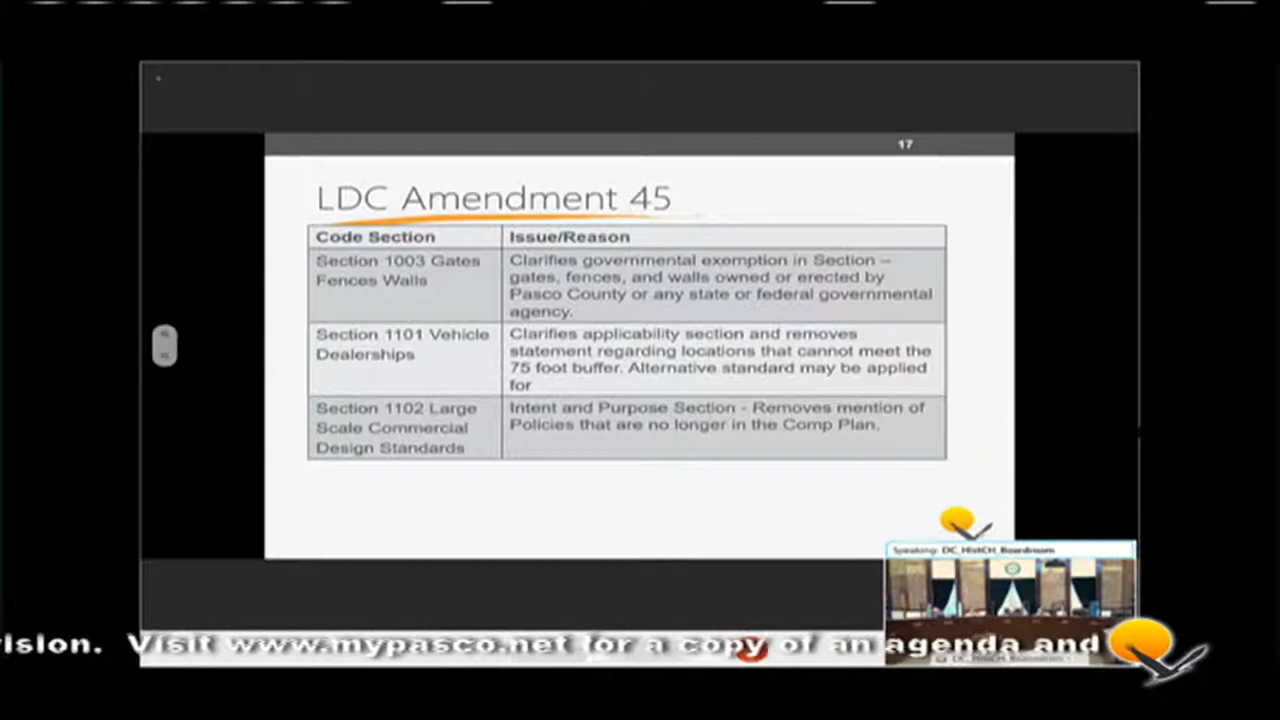 17
LDC Amendment 45
Code Section
Issue/Reason
Section 1003 Gates
Fences Walls
Clarifies governmental exemption in Section –
gates, fences, and walls owned or erected by
Pasco County or any state or federal governmental
agency.
Section 1101 Vehicle
Dealerships
Clarifies applicability section and removes
statement regarding locations that cannot meet the
75 foot buffer. Alternative standard may be applied
for
Section 1102 Large
Scale Commercial
Design Standards
Intent and Purpose Section - Removes mention of
Policies that are no longer in the Comp Plan.
Speaking:
vision. Visit www.mypasco.net for a copy of an agenda and